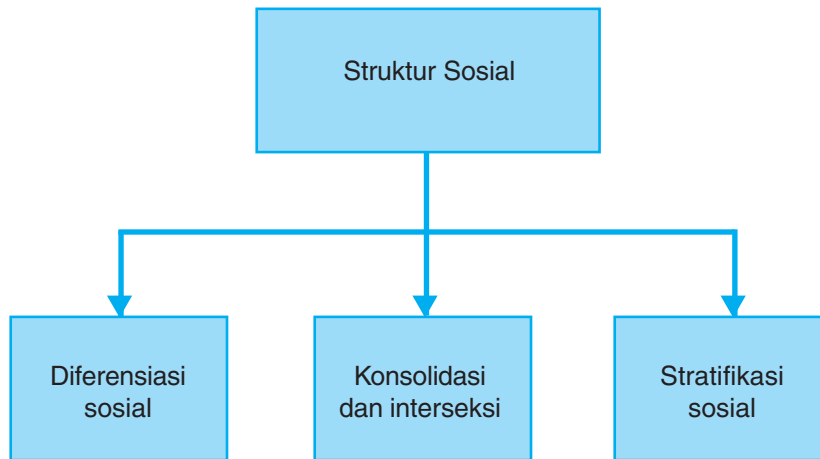 Struktur Sosial
Diferensiasi
sosial
Konsolidasi
dan interseksi
Stratifikasi
sosial